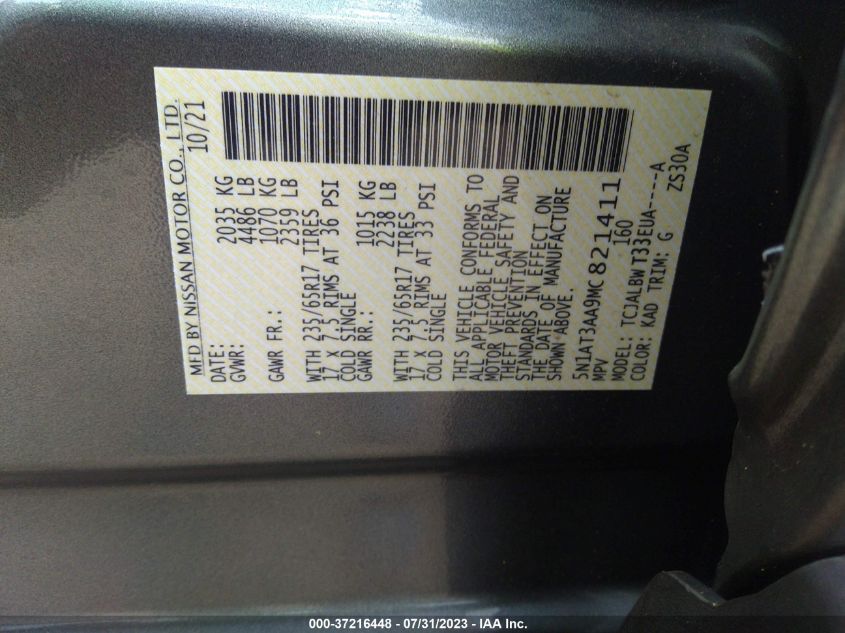 MFD BY NISSAN MOTOR CO., LTD.
DATE: 10/21
GVWR: 2035 KG
4486 LB
GAWR FR.: 1070 KG
2359 LB
WITH 235/65R17 TIRES
17 X 7.5 RIMS AT 36 PSI
COLD SINGLE
GAWR RR.: 1015 KG
2238 LB
WITH 235/65R17 TIRES
17 X 7.5 RIMS AT 33 PSI
COLD SINGLE
THIS VEHICLE CONFORMS TO
ALL APPLICABLE FEDERAL
MOTOR VEHICLE SAFETY AND
THEFT PREVENTION
STANDARDS IN EFFECT ON
THE DATE OF MANUFACTURE
SHOWN ABOVE.
5N1AT3AA9MC821411
MPV 160
MODEL: TCJALBW T33EUA-----A
COLOR: KAD TRIM: G ZS30A
000-37216448 - 07/31/2023 - IAA Inc.